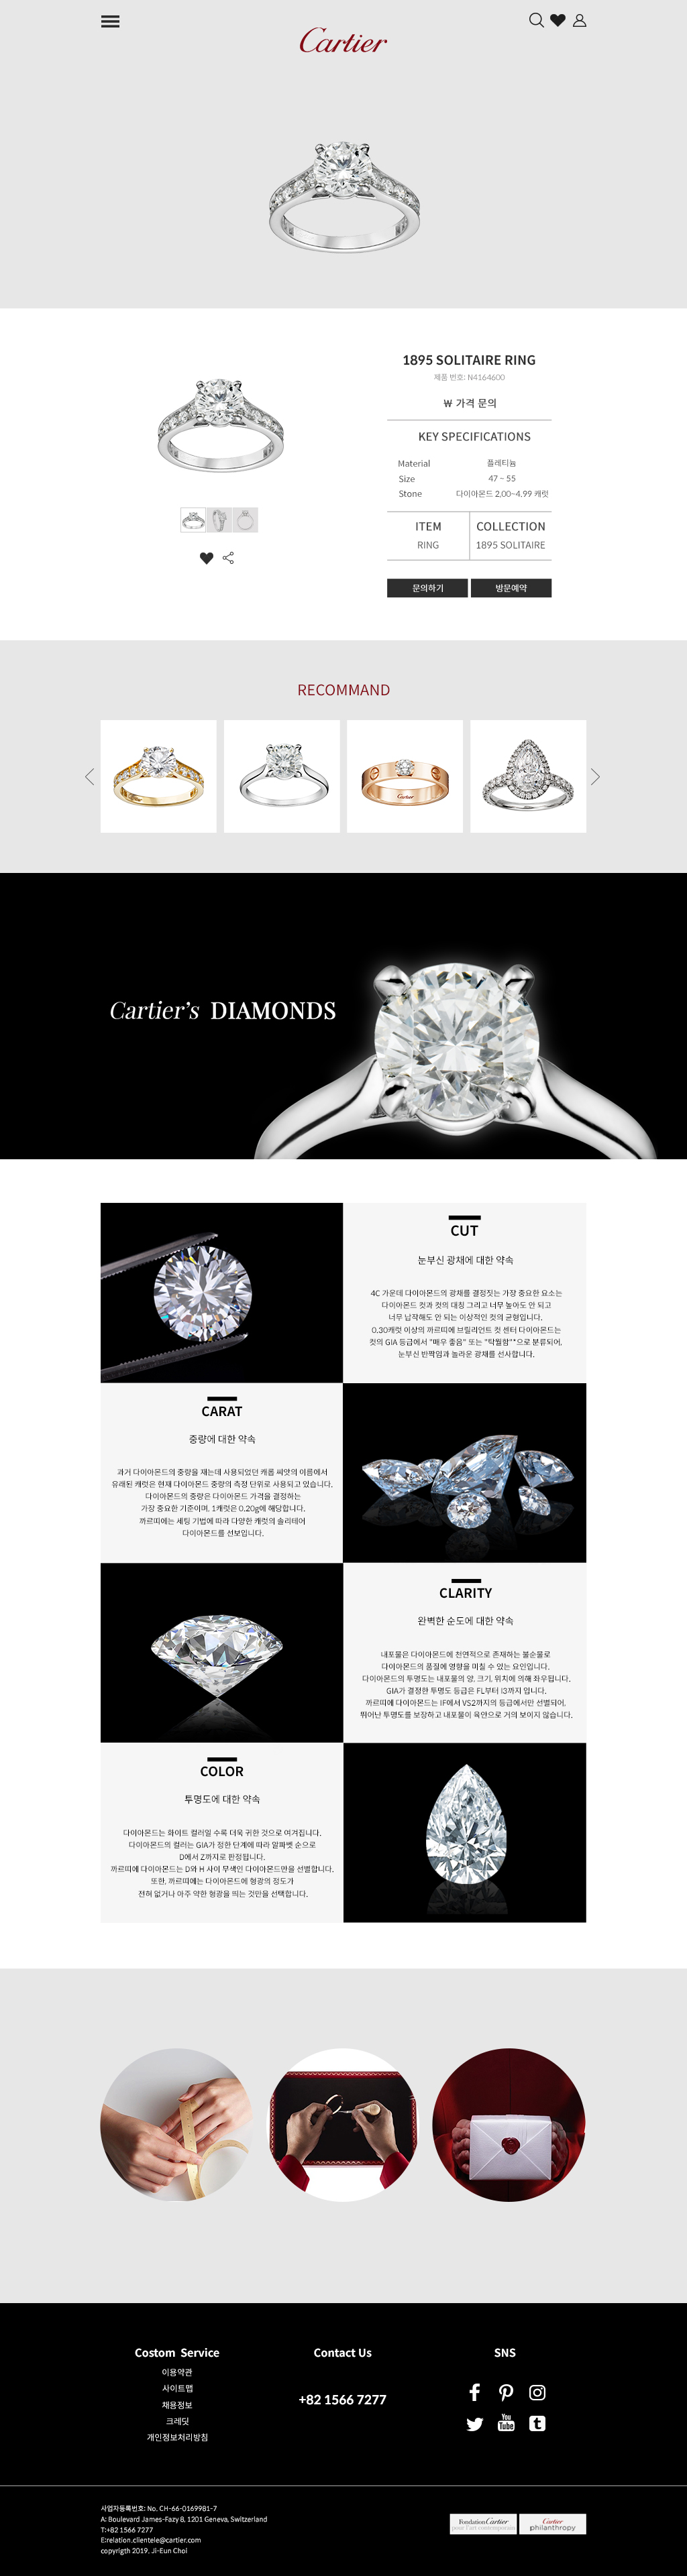 Cartier
1895 SOLITAIRE RING
제품 번호: N4164600
₩ 가격 문의
KEY SPECIFICATIONS
Material 플레티늄
Size 47 ~ 55
Stone 다이아몬드 2.00~4.99 캐럿
ITEM COLLECTION
RING 1895 SOLITAIRE
문의하기 방문예약
RECOMMAND
Cartier
Cartier's DIAMONDS
CUT
눈부신 광채에 대한 약속
4C 가운데 다이아몬드의 광채를 결정짓는 가장 중요한 요소는
다이아몬드 컷과 컷의 대칭 그리고 너무 높아도 안 되고
너무 납작해도 안 되는 이상적인 컷의 균형입니다.
0.30캐럿 이상의 까르띠에 브릴리언트 컷 센터 다이아몬드는
컷의 GIA 등급에서 "매우 좋음" 또는 "탁월함"*으로 분류되어,
눈부신 반짝임과 놀라운 광채를 선사합니다.
CARAT
중량에 대한 약속
과거 다이아몬드의 중량을 재는데 사용되었던 캐롭 씨앗의 이름에서
유래된 캐럿은 현재 다이아몬드 중량의 측정 단위로 사용되고 있습니다.
다이아몬드의 중량은 다이아몬드 가격을 결정하는
가장 중요한 기준이며, 1캐럿은 0.20g에 해당합니다.
까르띠에는 세팅 기법에 따라 다양한 캐럿의 솔리테어
다이아몬드를 선보입니다.
CLARITY
완벽한 순도에 대한 약속
내포물은 다이아몬드에 천연적으로 존재하는 불순물로
다이아몬드의 품질에 영향을 미칠 수 있는 요인입니다.
다이아몬드의 투명도는 내포물의 양, 크기, 위치에 의해 좌우됩니다.
GIA가 결정한 투명도 등급은 FL부터 I3까지 입니다.
까르띠에 다이아몬드는 IF에서 VS2까지의 등급에서만 선별되어,
뛰어난 투명도를 보장하고 내포물이 육안으로 거의 보이지 않습니다.
COLOR
투명도에 대한 약속
다이아몬드는 화이트 컬러일 수록 더욱 귀한 것으로 여겨집니다.
다이아몬드의 컬러는 GIA가 정한 단계에 따라 알파벳 순으로
D에서 Z까지로 판정됩니다.
까르띠에 다이아몬드는 D와 H 사이 무색인 다이아몬드만을 선별합니다.
또한, 까르띠에는 다이아몬드에 형광의 정도가
전혀 없거나 아주 약한 형광을 띄는 것만을 선택합니다.
Costom Service
이용약관
사이트맵
채용정보
크레딧
개인정보처리방침
Contact Us
+82 1566 7277
SNS
You
Tube
사업자등록번호: No. CH-66-0169981-7
A: Boulevard James-Fazy 8, 1201 Geneva, Switzerland
T:+82 1566 7277
E:relation.clientele@cartier.com
copyrigth 2019. Ji-Eun Choi
Fondation Cartier
pour l'art contemporain
Cartier
philanthropy